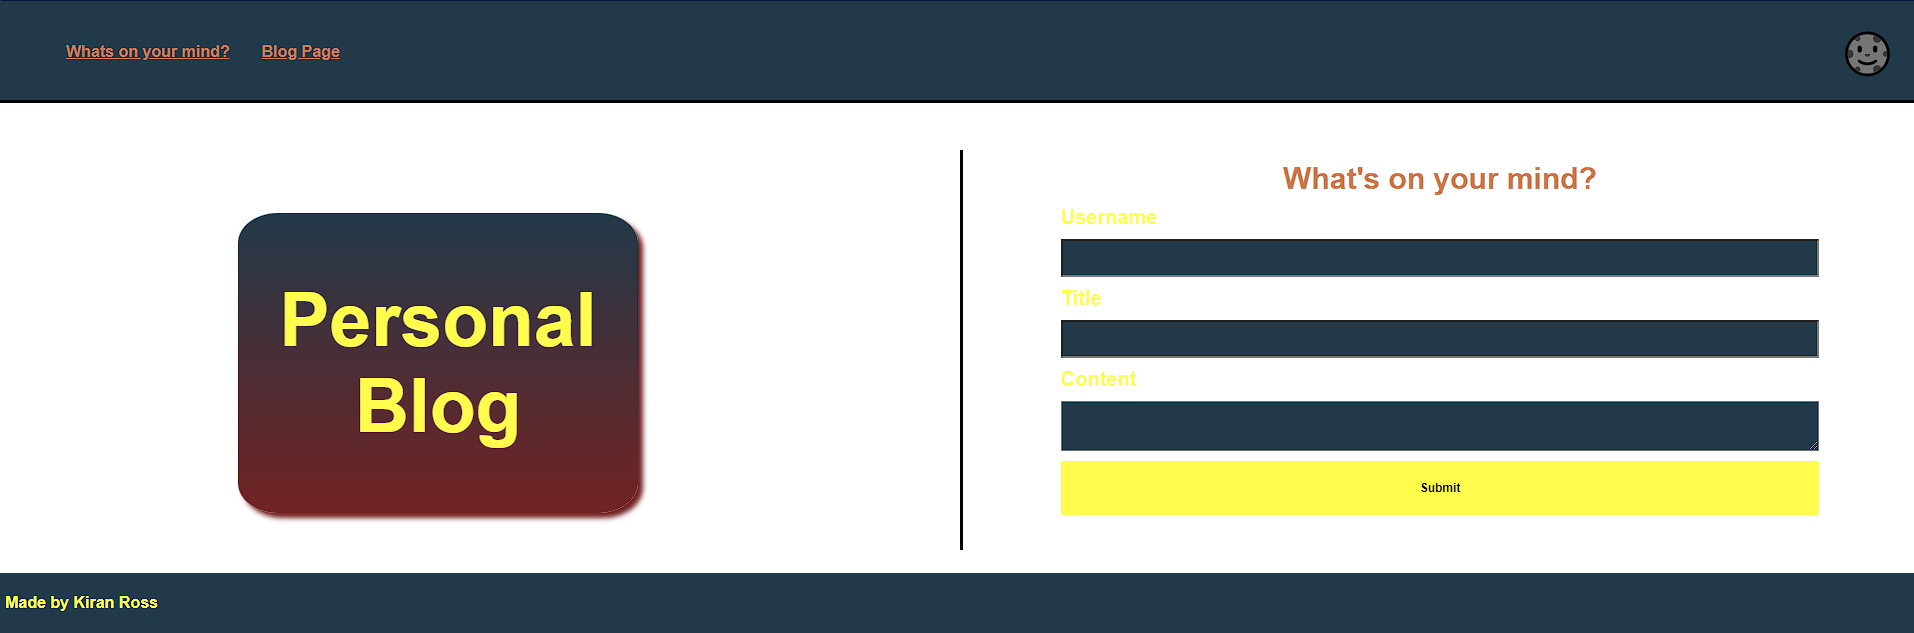 Whats on your mind? Blog Page
Personal
Blog
What's on your mind?
Username
Title
Content
Submit
Made by Kiran Ross